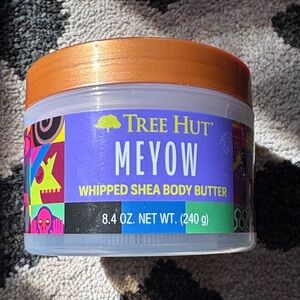 TREE HUT
MEYOW
WHIPPED SHEA BODY BUTTER
8.4 OZ. NET WT. (240 g)